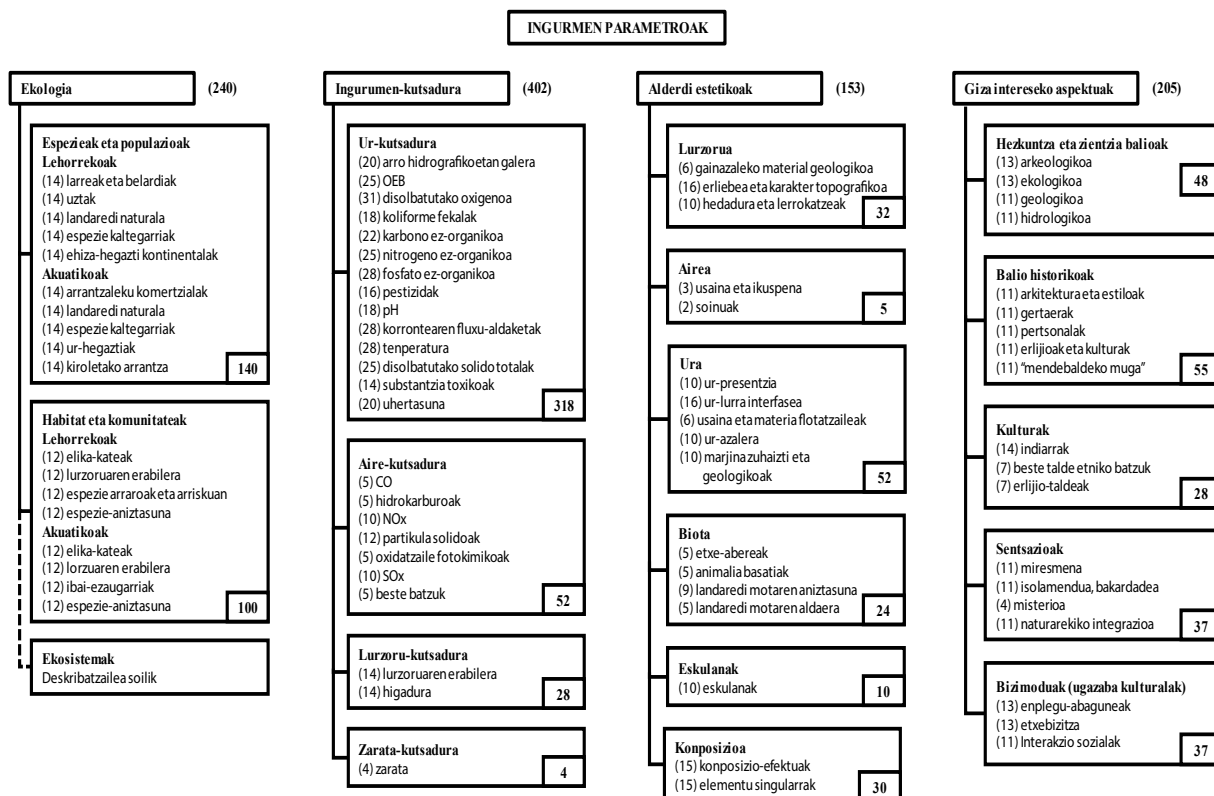 INGURMEN PARAMETROAK
Ekologia (240)
Espezieak eta populazioak
Lehorrekoak
(14) larreak eta belardiak
(14) uztak
(14) landaredi naturala
(14) espezie kaltegarriak
(14) ehiza-hegazti kontinentalak
Akuatikoak
(14) arrantzaleku komertzialak
(14) landaredi naturala
(14) espezie kaltegarriak
(14) ur-hegaztiak
(14) kiroletako arrantza
140
Habitat eta komunitateak
Lehorrekoak
(12) elika-kateak
(12) lurzoruaren erabilera
(12) espezie arraroak eta arriskuan
(12) espezie-aniztasuna
Akuatikoak
(12) elika-kateak
(12) lorzuaren erabilera
(12) ibai-ezaugarriak
(12) espezie-aniztasuna
100
Ekosistemak
Deskribatzailea soilik
Ingurumen-kutsadura (402)
Ur-kutsadura
(20) arro hidrografikoetan galera
(25) OEB
(31) disolbatutako oxigenoa
(18) koliforme fekalak
(22) karbono ez-organikoa
(25) nitrogeno ez-organikoa
(28) fosfato ez-organikoa
(16) pestizidak
(18) pH
(28) korrontearen fluxu-aldaketak
(28) tenperatura
(25) disolbatutako solido totalak
(14) substantzia toxikoak
(20) uhertasuna
318
Aire-kutsadura
(5) CO
(5) hidrokarburoak
(10) NOx
(12) partikula solidoak
(5) oxidatzaile fotokimikoak
(10) SOx
(5) beste batzuk
52
Lurzoru-kutsadura
(14) lurzoruaren erabilera
(14) higadura
28
Zarata-kutsadura
(4) zarata
4
Alderdi estetikoak (153)
Lurzorua
(6) gainazaleko material geologikoa
(16) erliebea eta karakter topografikoa
(10) hedadura eta lerrokatzeak
32
Airea
(3) usaina eta ikuspena
(2) soinuak
5
Ura
(10) ur-presentzia
(16) ur-lurra interfasea
(6) usaina eta materia flotatzaileak
(10) ur-azalera
(10) marjina zuhaizti eta
geologikoak
52
Biota
(5) etxe-abereak
(5) animalia basatiak
(9) landaredi motaren aniztasuna
(5) landaredi motaren aldaera
24
Eskulanak
(10) eskulanak
10
Konposizioa
(15) konposizio-efektuak
(15) elementu singularrak
30
Giza intereseko aspektuak (205)
Hezkuntza eta zientzia balioak
(13) arkeologikoa
(13) ekologikoa
(11) geologikoa
(11) hidrologikoa
48
Balio historikoak
(11) arkitektura eta estiloak
(11) gertaerak
(11) pertsonalak
(11) erlijioak eta kulturak
(11) "mendebaldeko muga"
55
Kulturak
(14) indiarrak
(7) beste talde etniko batzuk
(7) erlijio-taldeak
28
Sentsazioak
(11) miresmena
(11) isolamendua, bakardadea
(4) misterioa
(11) naturarekiko integrazioa
37
Bizimoduak (ugazaba kulturalak)
(13) enplegu-abaguneak
(13) etxebizitza
(11) Interakzio sozialak
37